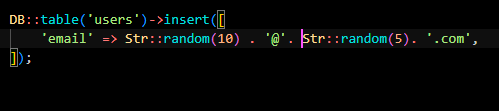 DB::table('users')->insert([
    'email' => Str::random(10) . '@'. Str::random(5). '.com',
]);